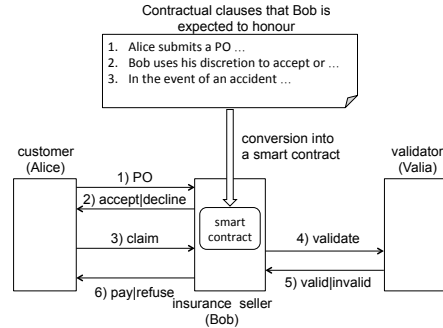 Contractual clauses that Bob is
expected to honour
1. Alice submits a PO …
2. Bob uses his discretion to accept or …
3. In the event of an accident …
conversion into
a smart contract
customer
(Alice)
validator
(Valia)
1) PO
2) accept|decline
smart
contract
3) claim
4) validate
5) valid|invalid
6) pay|refuse
insurance seller
(Bob)